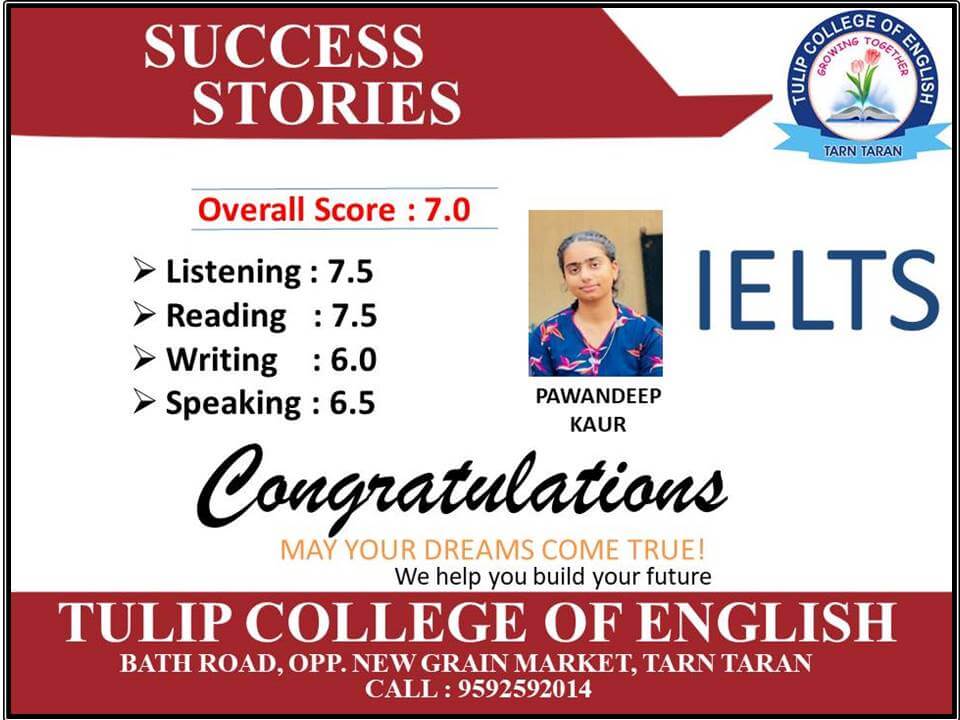 SUCCESS
STORIES
TULIP COLLEGE OF ENGLISH
GROWING TOGETHER
TARN TARAN
Overall Score : 7.0
➢ Listening : 7.5
➢ Reading : 7.5
➢ Writing : 6.0
➢ Speaking : 6.5
PAWANDEEP
KAUR
IELTS
Congratulations
MAY YOUR DREAMS COME TRUE!
We help you build your future
TULIP COLLEGE OF ENGLISH
BATH ROAD, OPP. NEW GRAIN MARKET, TARN TARAN
CALL : 9592592014